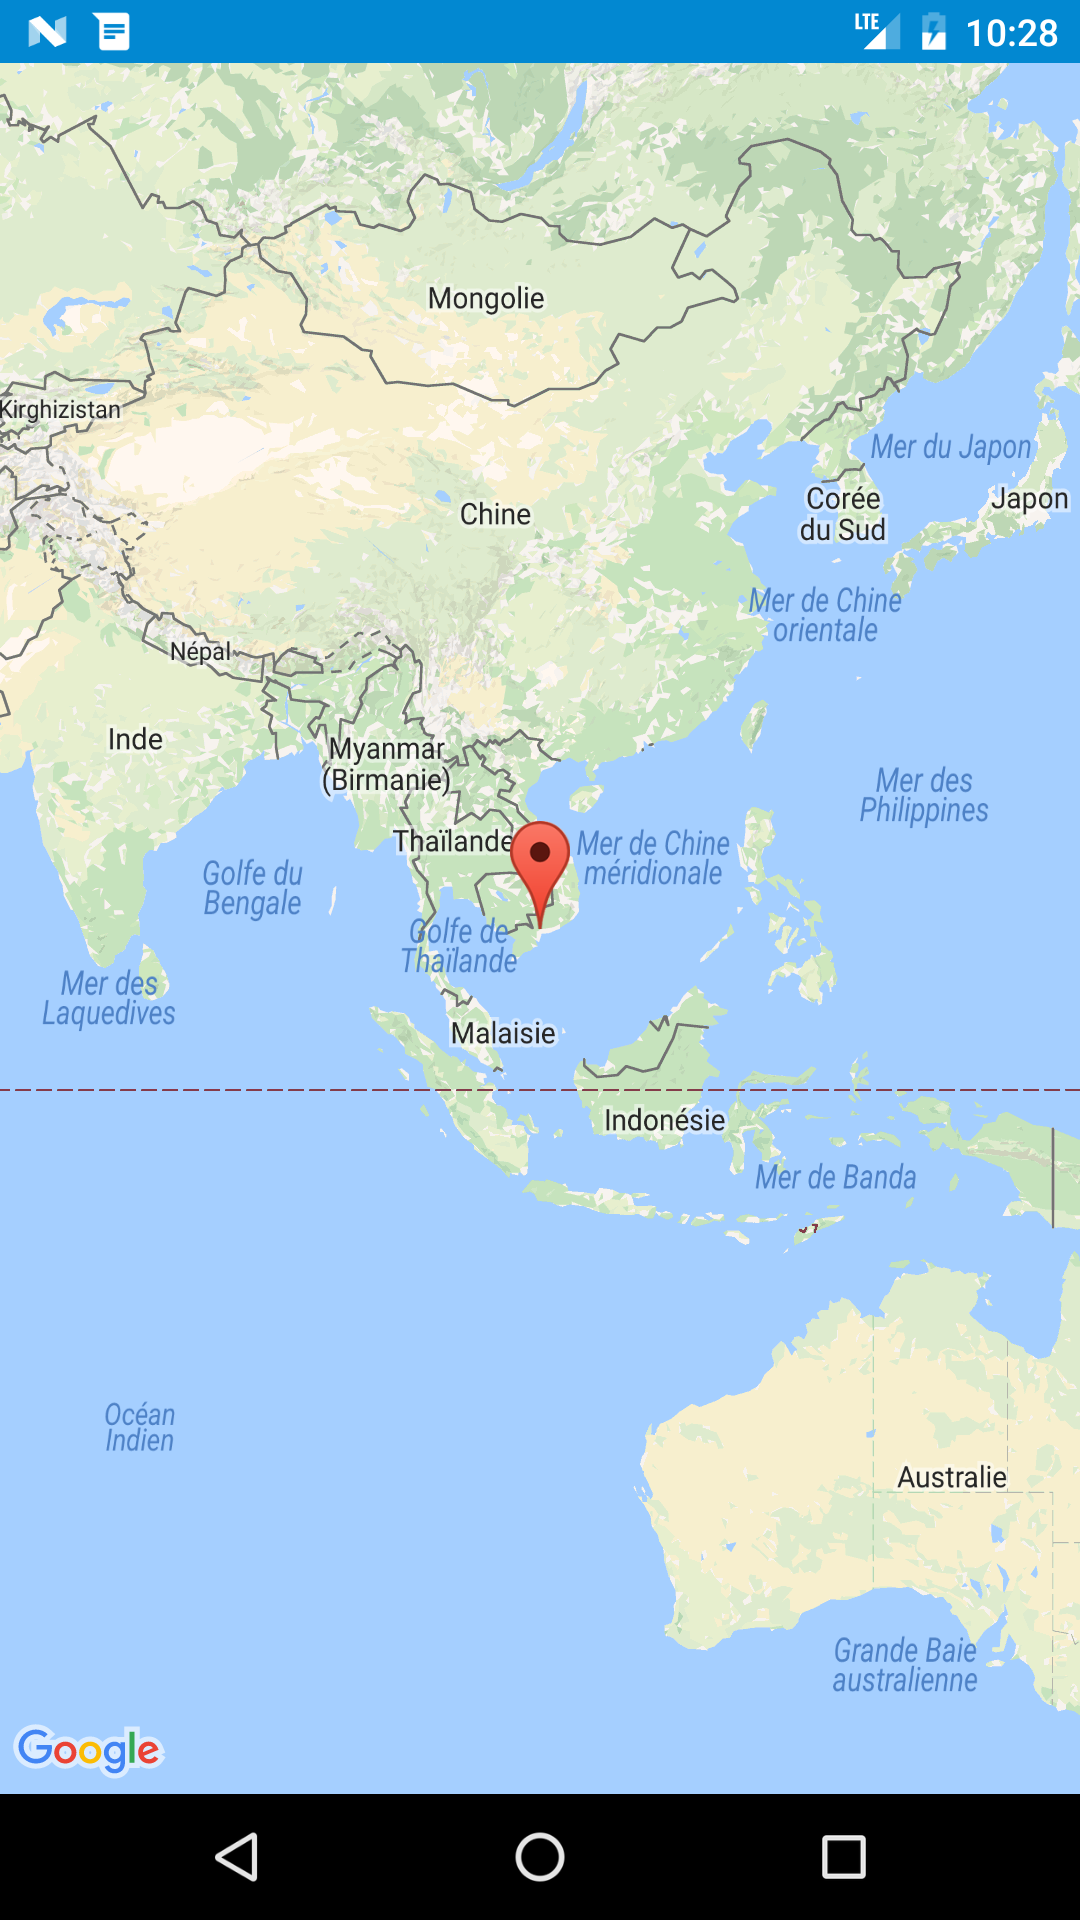 LTE
10:28
Mongolie
Kirghizistan
Mer du Japon
Chine
Corée
du Sud
Japon
Mer de Chine
orientale
Népal
Inde
Myanmar
(Birmanie)
Mer des
Philippines
Thaïlande
Mer de Chine
méridionale
Golfe du
Bengale
Golfe de
Thaïlande
Mer des
Laquedives
Malaisie
Indonésie
Mer de Banda
Océan
Indien
Australie
Grande Baie
australienne
Google